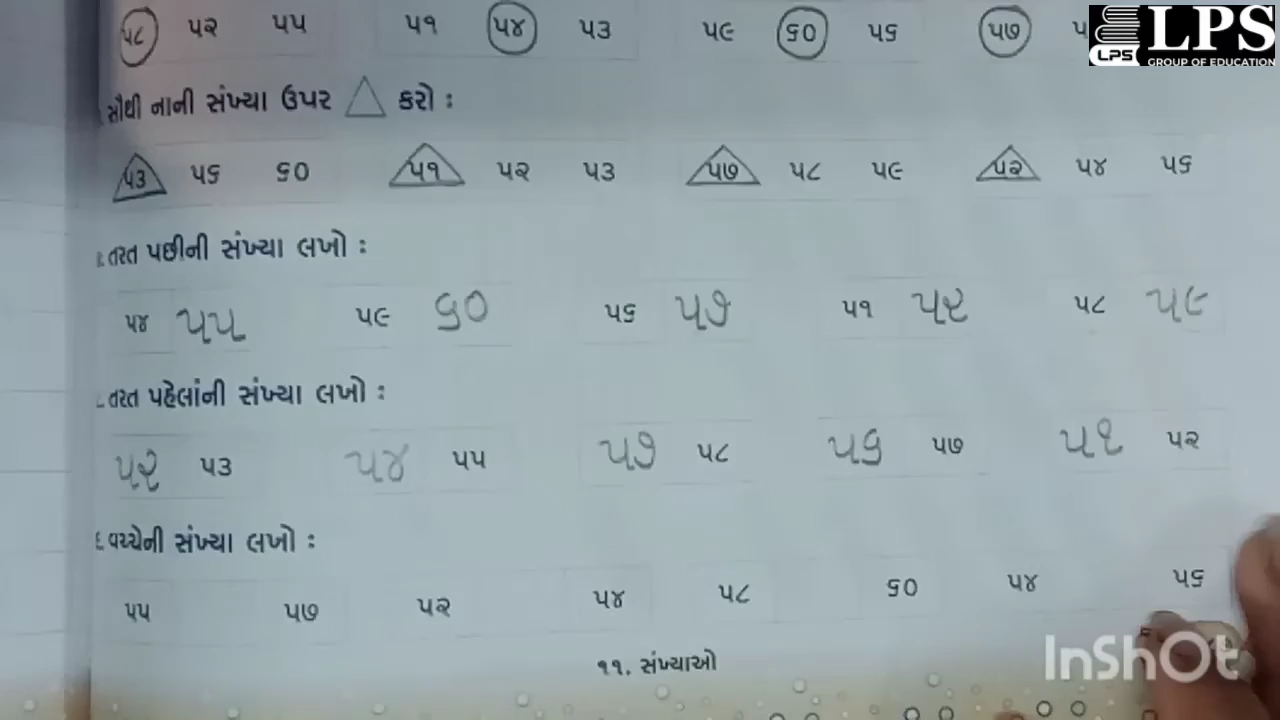 ૫૮ ૫૨ ૫૫ ૫૧ ૫૪ ૫૩ ૫૯ ૬૦ ૫૬ ૫૭
LPS
LPS
GROUP OF EDUCATION
સૌથી નાની સંખ્યા ઉપર △ કરો :
૫૩ ૫૬ ૬૦ ૫૧ ૫૨ ૫૩ ૫૭ ૫૮ ૫૯ ૫૨ ૫૪ ૫૬
તરત પછીની સંખ્યા લખો :
૫૪ ૫૫ ૫૯ ૬૦ ૫૬ ૫૭ ૫૧ ૫૨ ૫૮ ૫૯
તરત પહેલાંની સંખ્યા લખો :
૫૨ ૫૩ ૫૪ ૫૫ ૫૭ ૫૮ ૫૬ ૫૭ ૫૧ ૫૨
વચ્ચેની સંખ્યા લખો :
૫૫ ૫૭ ૫૨ ૫૪ ૫૮ ૬૦ ૫૪ ૫૬
૧૧. સંખ્યાઓ
InShOt